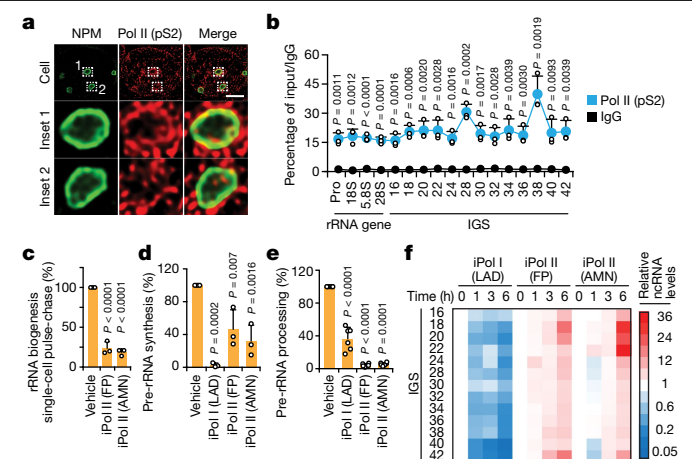 a
NPM Pol II (pS2) Merge
Cell
1
2
Inset 1
Inset 2
b
Percentage of input/IgG
60
45
30
15
0
P = 0.0011
P = 0.0012
P < 0.0001
P = 0.0011
P = 0.0016
P = 0.0006
P = 0.0020
P = 0.0028
P = 0.0016
P = 0.0002
P = 0.0017
P = 0.0028
P = 0.0039
P = 0.0030
P = 0.0019
P = 0.0093
P = 0.0039
Pol II (pS2)
IgG
Pro 18S 5.8S 28S 16 18 20 22 24 28 30 32 34 36 38 40 42
rRNA gene IGS
c
rRNA biogenesis
single-cell pulse–chase (%)
100
50
0
P < 0.0001
P < 0.0001
Vehicle
iPol II (FP)
iPol II (AMN)
d
Pre-rRNA synthesis (%)
120
80
40
0
P = 0.0002
P = 0.007
P = 0.0016
Vehicle
iPol I (LAD)
iPol II (FP)
iPol II (AMN)
e
Pre-rRNA processing (%)
120
80
40
0
P < 0.0001
P < 0.0001
P < 0.0001
Vehicle
iPol I (LAD)
iPol II (FP)
iPol II (AMN)
f
iPol I iPol II iPol II
(LAD) (FP) (AMN)
Time (h) 0 1 3 6 0 1 3 6 0 1 3 6
IGS
16
18
20
22
24
28
30
32
34
36
38
40
42
Relative
ncRNA
levels
36
24
12
1
0.6
0.2
0.05